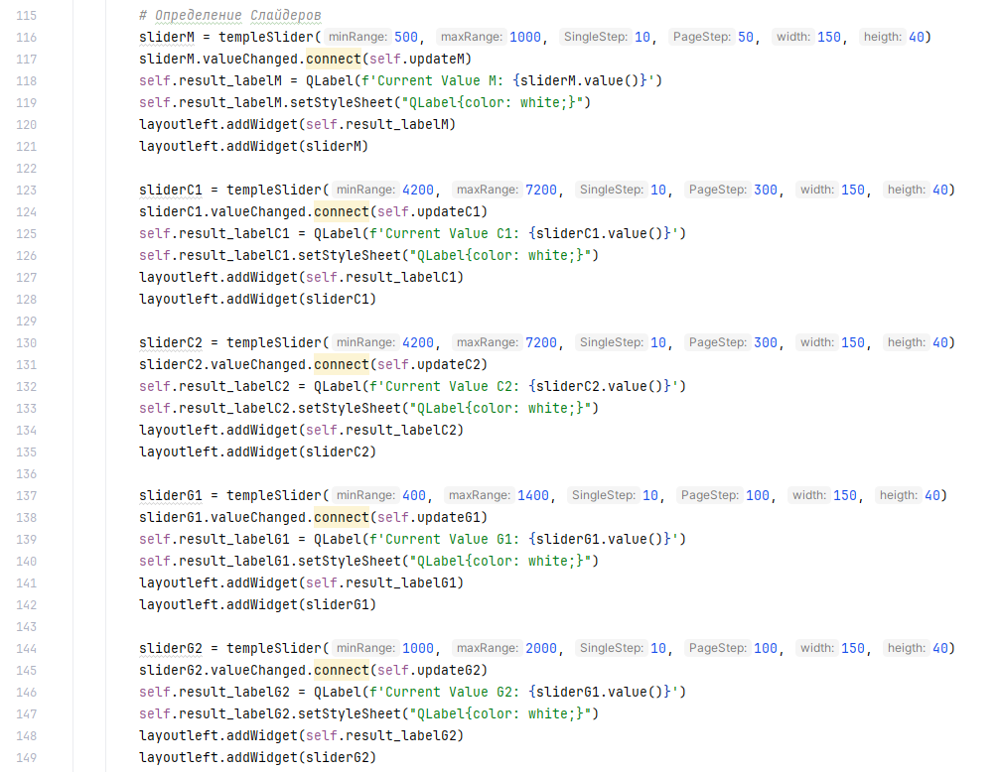 115 # Определение Слайдеров
116 sliderM = templeSlider( minRange: 500, maxRange: 1000, SingleStep: 10, PageStep: 50, width: 150, heigth: 40)
117 sliderM.valueChanged.connect(self.updateM)
118 self.result_labelM = QLabel(f'Current Value M: {sliderM.value()}')
119 self.result_labelM.setStyleSheet("QLabel{color: white;}")
120 layoutleft.addWidget(self.result_labelM)
121 layoutleft.addWidget(sliderM)
122
123 sliderC1 = templeSlider( minRange: 4200, maxRange: 7200, SingleStep: 10, PageStep: 300, width: 150, heigth: 40)
124 sliderC1.valueChanged.connect(self.updateC1)
125 self.result_labelC1 = QLabel(f'Current Value C1: {sliderC1.value()}')
126 self.result_labelC1.setStyleSheet("QLabel{color: white;}")
127 layoutleft.addWidget(self.result_labelC1)
128 layoutleft.addWidget(sliderC1)
129
130 sliderC2 = templeSlider( minRange: 4200, maxRange: 7200, SingleStep: 10, PageStep: 300, width: 150, heigth: 40)
131 sliderC2.valueChanged.connect(self.updateC2)
132 self.result_labelC2 = QLabel(f'Current Value C2: {sliderC2.value()}')
133 self.result_labelC2.setStyleSheet("QLabel{color: white;}")
134 layoutleft.addWidget(self.result_labelC2)
135 layoutleft.addWidget(sliderC2)
136
137 sliderG1 = templeSlider( minRange: 400, maxRange: 1400, SingleStep: 10, PageStep: 100, width: 150, heigth: 40)
138 sliderG1.valueChanged.connect(self.updateG1)
139 self.result_labelG1 = QLabel(f'Current Value G1: {sliderG1.value()}')
140 self.result_labelG1.setStyleSheet("QLabel{color: white;}")
141 layoutleft.addWidget(self.result_labelG1)
142 layoutleft.addWidget(sliderG1)
143
144 sliderG2 = templeSlider( minRange: 1000, maxRange: 2000, SingleStep: 10, PageStep: 100, width: 150, heigth: 40)
145 sliderG2.valueChanged.connect(self.updateG2)
146 self.result_labelG2 = QLabel(f'Current Value G2: {sliderG1.value()}')
147 self.result_labelG2.setStyleSheet("QLabel{color: white;}")
148 layoutleft.addWidget(self.result_labelG2)
149 layoutleft.addWidget(sliderG2)